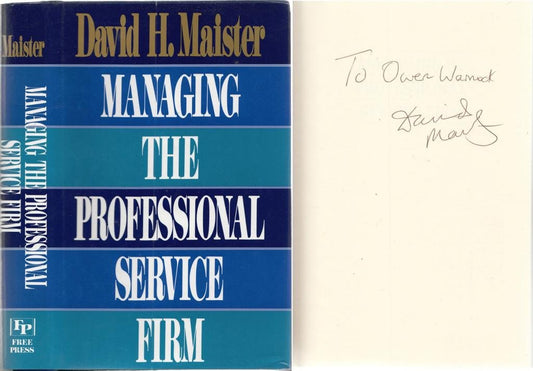 Maister
MANAGING THE PROFESSIONAL
SERVICE FIRM
FP
FREE
PRESS
David H. Maister
MANAGING
THE
PROFESSIONAL
SERVICE
FIRM
To Owen Warnock
David